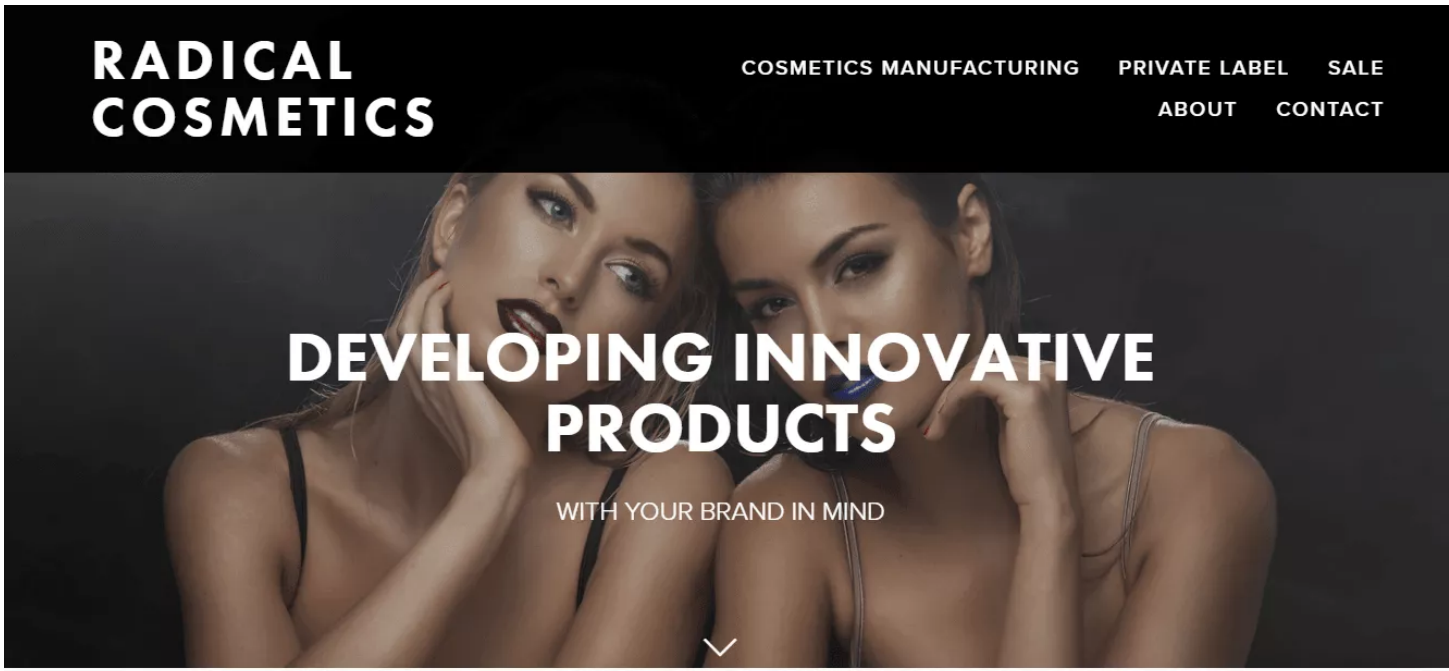 RADICAL
COSMETICS
COSMETICS MANUFACTURING PRIVATE LABEL SALE
ABOUT CONTACT
DEVELOPING INNOVATIVE
PRODUCTS
WITH YOUR BRAND IN MIND